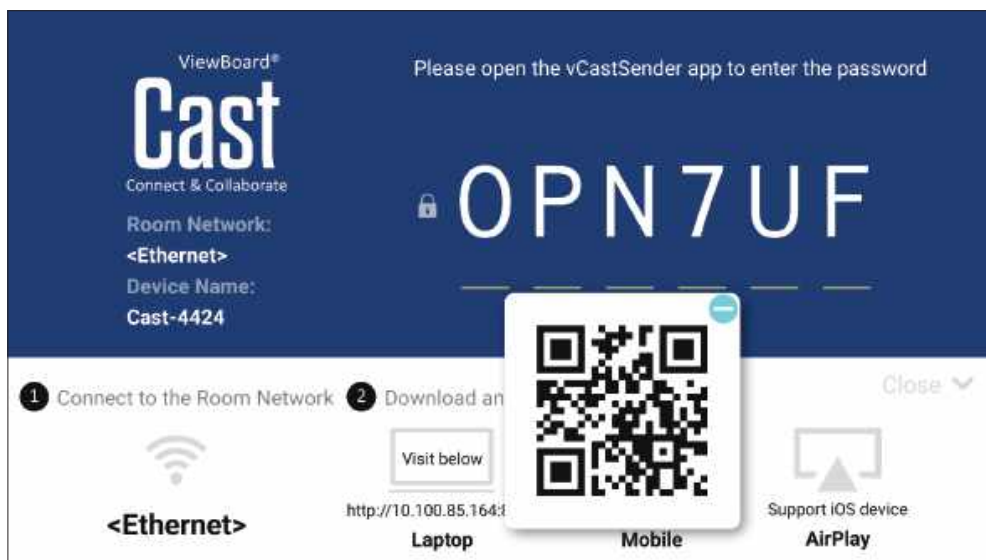 ViewBoard®
Cast
Connect & Collaborate
Room Network:
<Ethernet>
Device Name:
Cast-4424
Please open the vCastSender app to enter the password
OPN7UF
1 Connect to the Room Network
2 Download an
Close
<Ethernet>
Visit below
http://10.100.85.164:
Laptop
Mobile
Support iOS device
AirPlay